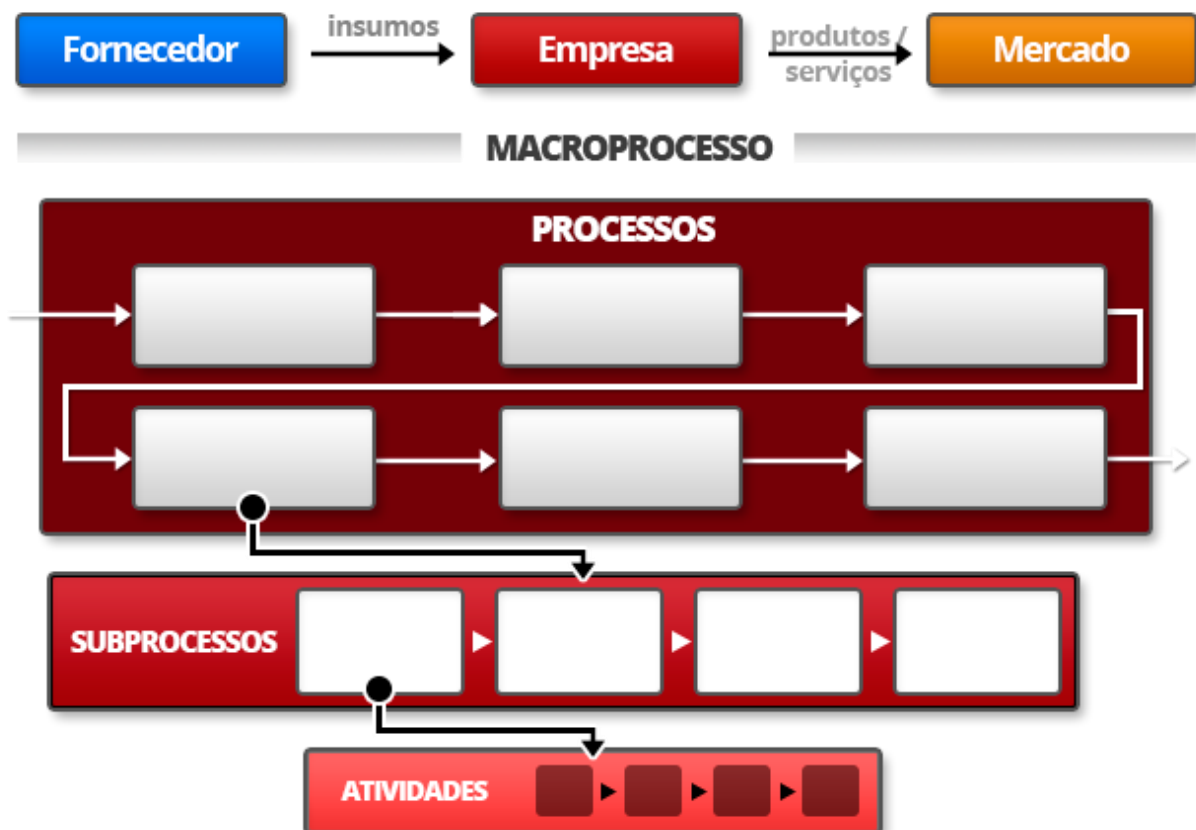 Fornecedor
insumos
Empresa
produtos /
serviços
Mercado
MACROPROCESSO
PROCESSOS
SUBPROCESSOS
ATIVIDADES